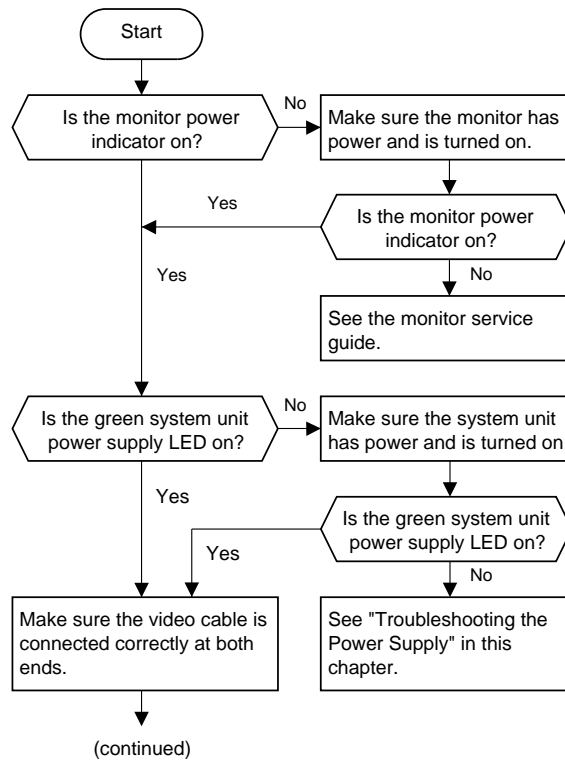 Start
Is the monitor power
indicator on?
No
Make sure the monitor has
power and is turned on.
Yes
Is the monitor power
indicator on?
Yes
No
See the monitor service
guide.
Is the green system unit
power supply LED on?
No
Make sure the system unit
has power and is turned on
Yes
Is the green system unit
power supply LED on?
Yes
No
Make sure the video cable is
connected correctly at both
ends.
See "Troubleshooting the
Power Supply" in this
chapter.
(continued)